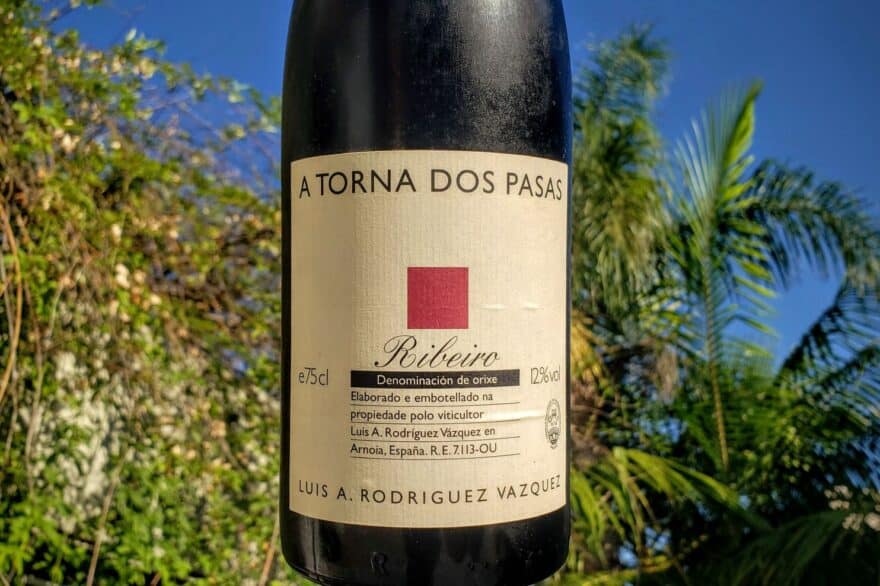 A TORNA DOS PASAS
Ribeiro
e75cl
Denominación de orixe
12%vol
Elaborado e embotellado na
propiedade polo viticultor
Luis A. Rodríguez Vázquez en
Arnoia, España. R. E. 7.113-OU
LUIS A. RODRIGUEZ VAZQUEZ
R